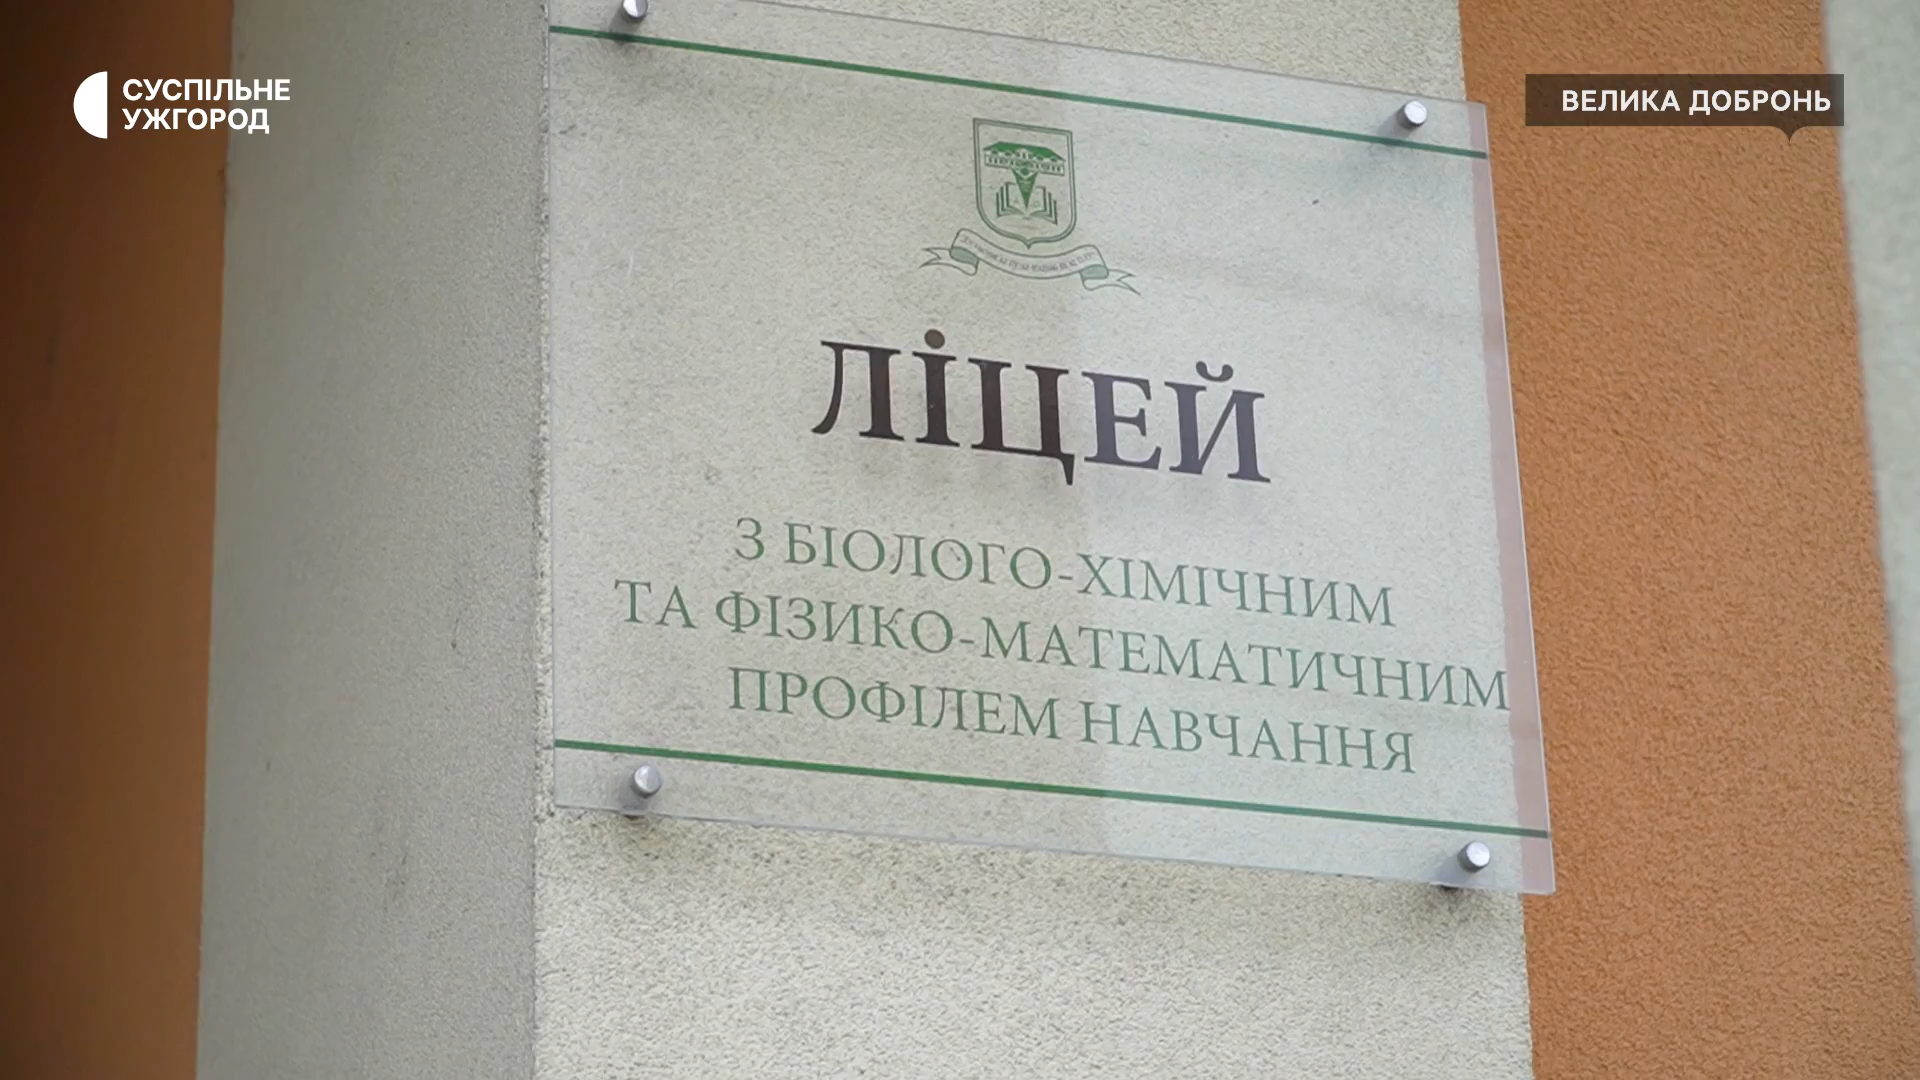 СУСПІЛЬНЕ
УЖГОРОД
ВЕЛИКА ДОБРОНЬ
ЛІЦЕЙ
З БІОЛОГО-ХІМІЧНИМ
ТА ФІЗИКО-МАТЕМАТИЧНИМ
ПРОФІЛЕМ НАВЧАННЯ